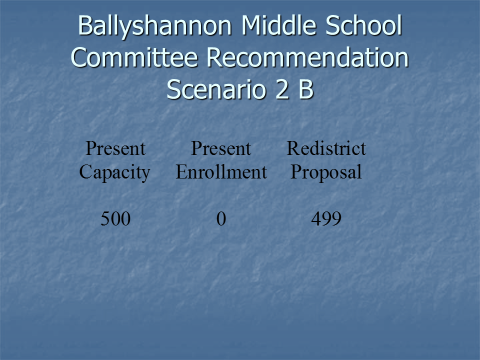 Ballyshannon Middle School
Committee Recommendation
Scenario 2 B
Present Present Redistrict
Capacity Enrollment Proposal
500 0 499